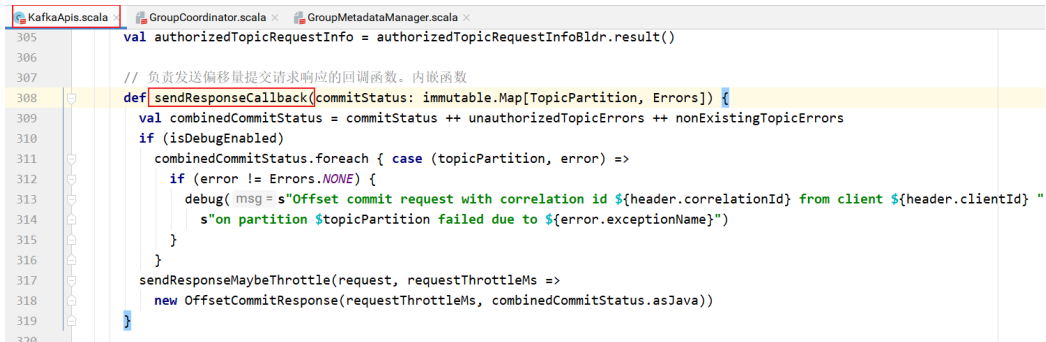 KafkaApis.scala × GroupCoordinator.scala × GroupMetadataManager.scala ×
305 val authorizedTopicRequestInfo = authorizedTopicRequestInfoBldr.result()
306
307 // 负责发送偏移量提交请求响应的回调函数。内嵌函数
308 def sendResponseCallback(commitStatus: immutable.Map[TopicPartition, Errors]) {
309 val combinedCommitStatus = commitStatus ++ unauthorizedTopicErrors ++ nonExistingTopicErrors
310 if (isDebugEnabled)
311 combinedCommitStatus.foreach { case (topicPartition, error) =>
312 if (error != Errors.NONE) {
313 debug( msg = s"Offset commit request with correlation id ${header.correlationId} from client ${header.clientId} "
314 s"on partition $topicPartition failed due to ${error.exceptionName}")
315 }
316 }
317 sendResponseMaybeThrottle(request, requestThrottleMs =>
318 new OffsetCommitResponse(requestThrottleMs, combinedCommitStatus.asJava))
319 }
320